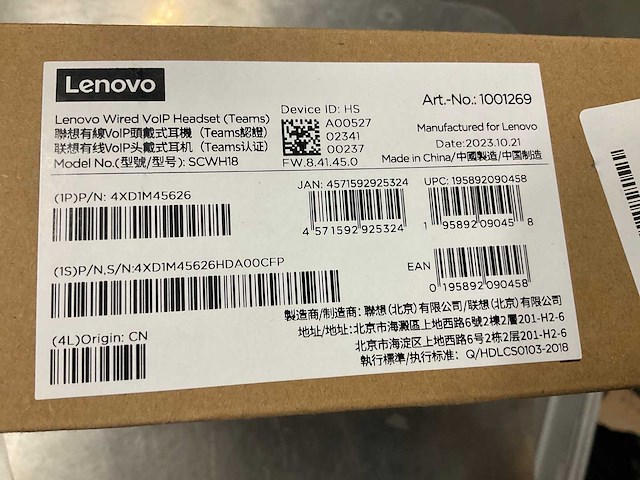 Lenovo
Lenovo Wired VoIP Headset (Teams)
聯想有線VoIP頭戴式耳機（Teams認證）
联想有线VoIP头戴式耳机（Teams认证）
Model No.(型號/型号): SCWH18
Device ID: HS
A00527
02341
00237
FW.8.41.45.0
Art.-No.: 1001269
Manufactured for Lenovo
Date:2023.10.21
Made in China/中國製造/中国制造
(1P)P/N: 4XD1M45626
JAN: 4571592925324
4 571592 925324
UPC: 195892090458
1 95892 09045 8
(1S)P/N,S/N:4XD1M45626HDA00CFP
EAN
0 195892 090458
(4L)Origin: CN
製造商/制造商: 聯想(北京)有限公司/联想(北京)有限公司
地址/地址:北京市海澱區上地西路6號2樓2層201-H2-6
北京市海淀区上地西路6号2栋2层201-H2-6
執行標準/执行标准: Q/HDLCS0103-2018